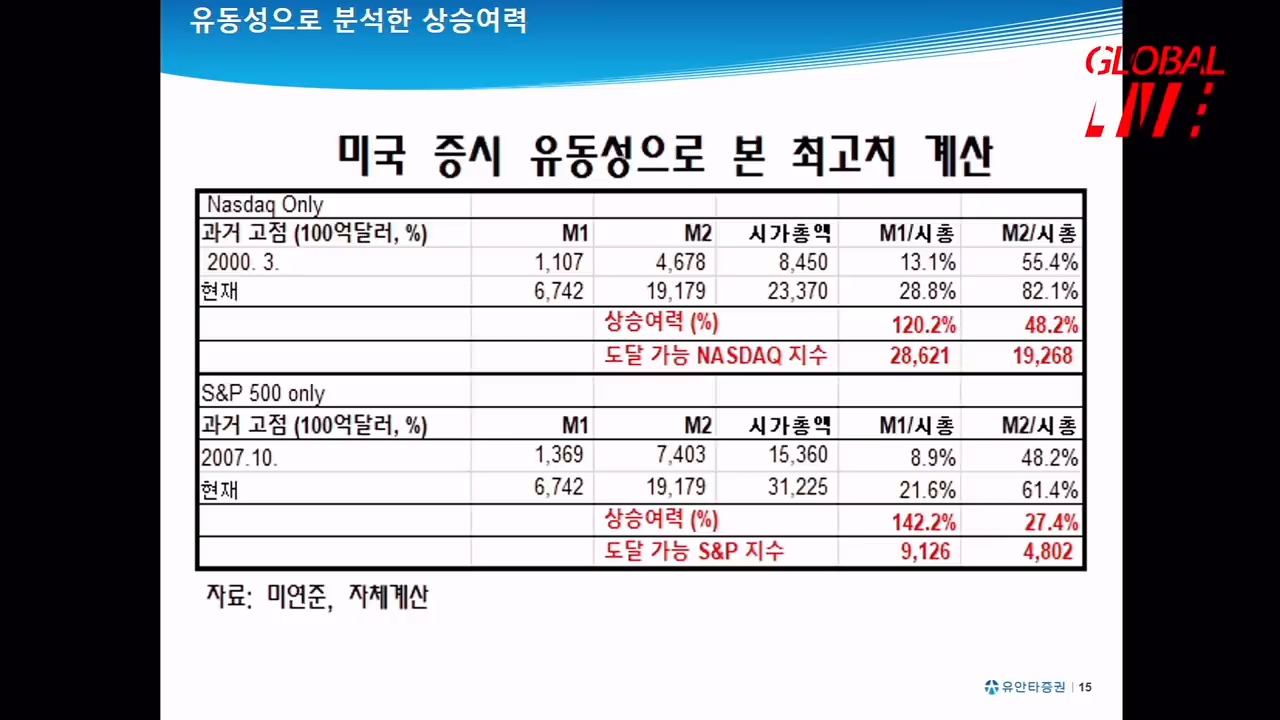 유동성으로 분석한 상승여력
GLOBAL
LIVE
미국 증시 유동성으로 본 최고치 계산
Nasdaq Only
과거 고점 (100억달러, %) M1 M2 시가총액 M1/시총 M2/시총
2000. 3. 1,107 4,678 8,450 13.1% 55.4%
현재 6,742 19,179 23,370 28.8% 82.1%
상승여력 (%) 120.2% 48.2%
도달 가능 NASDAQ 지수 28,621 19,268
S&P 500 only
과거 고점 (100억달러, %) M1 M2 시가총액 M1/시총 M2/시총
2007.10. 1,369 7,403 15,360 8.9% 48.2%
현재 6,742 19,179 31,225 21.6% 61.4%
상승여력 (%) 142.2% 27.4%
도달 가능 S&P 지수 9,126 4,802
자료: 미연준, 자체계산
유안타증권 | 15